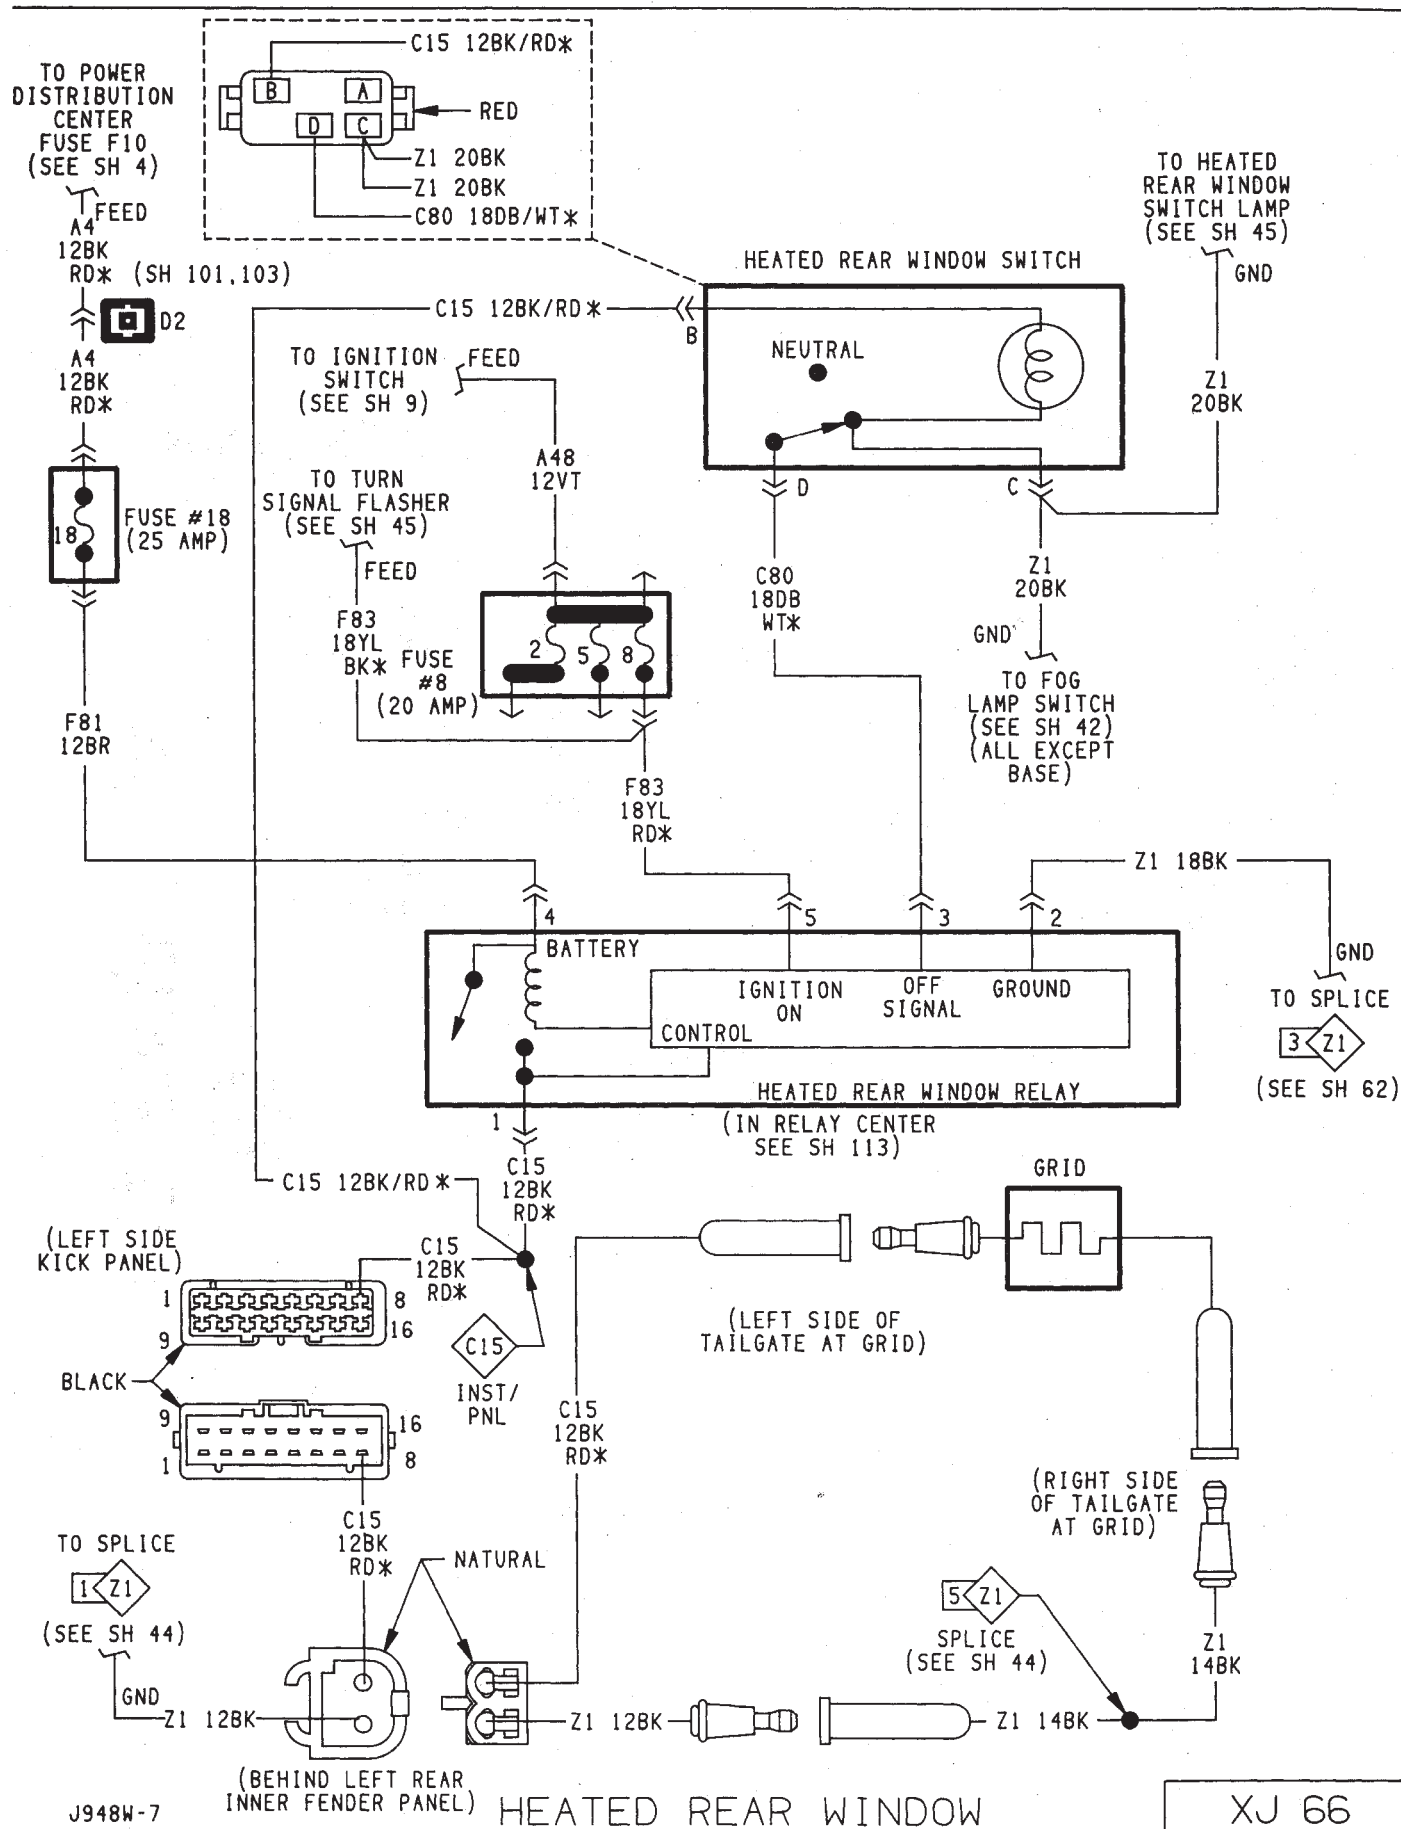 C15 12BK/RD*
B
A
D
C
RED
Z1 20BK
Z1 20BK
C80 18DB/WT*
TO POWER
DISTRIBUTION
CENTER
FUSE F10
(SEE SH 4)
FEED
A4
12BK
RD* (SH 101,103)
D2
A4
12BK
RD*
18
FUSE #18
(25 AMP)
F81
12BR
TO HEATED
REAR WINDOW
SWITCH LAMP
(SEE SH 45)
GND
Z1
20BK
HEATED REAR WINDOW SWITCH
C15 12BK/RD*
B
NEUTRAL
D
C
TO IGNITION
SWITCH
(SEE SH 9)
FEED
A48
12VT
TO TURN
SIGNAL FLASHER
(SEE SH 45)
FEED
F83
18YL
BK*
FUSE
#8
(20 AMP)
2
5
8
C80
18DB
WT*
Z1
20BK
GND
TO FOG
LAMP SWITCH
(SEE SH 42)
(ALL EXCEPT
BASE)
F83
18YL
RD*
Z1 18BK
4
5
3
2
GND
TO SPLICE
3 Z1
(SEE SH 62)
BATTERY
IGNITION
ON
OFF
SIGNAL
GROUND
CONTROL
HEATED REAR WINDOW RELAY
(IN RELAY CENTER
SEE SH 113)
1
C15
12BK
RD*
C15 12BK/RD*
GRID
(LEFT SIDE
KICK PANEL)
C15
12BK
RD*
1
8
9
16
BLACK
9
16
1
8
C15
INST/
PNL
(LEFT SIDE OF
TAILGATE AT GRID)
C15
12BK
RD*
(RIGHT SIDE
OF TAILGATE
AT GRID)
C15
12BK
RD*
NATURAL
TO SPLICE
1 Z1
(SEE SH 44)
GND
Z1 12BK
(BEHIND LEFT REAR
INNER FENDER PANEL)
Z1 12BK
Z1 14BK
5 Z1
SPLICE
(SEE SH 44)
Z1
14BK
J948W-7
HEATED REAR WINDOW
XJ 66